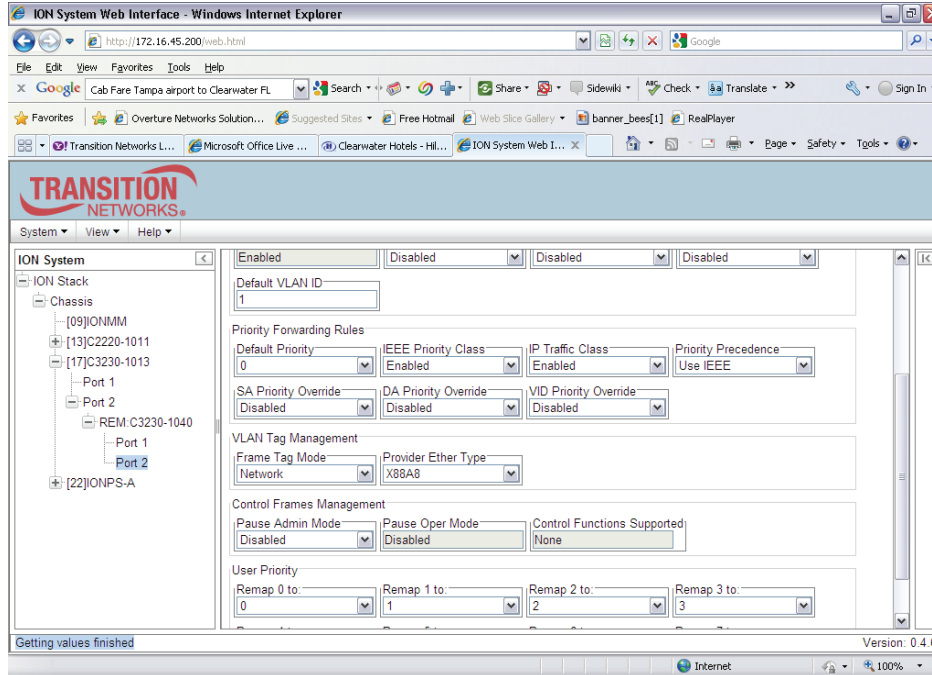 ION System Web Interface - Windows Internet Explorer
http://172.16.45.200/web.html
Google
File Edit View Favorites Tools Help
x Google Cab Fare Tampa airport to Clearwater FL Search Share Sidewiki Check Translate >> Sign In
Favorites Overture Networks Solution... Suggested Sites Free Hotmail Web Slice Gallery banner_bees[1] RealPlayer
Transition Networks L... Microsoft Office Live ... Clearwater Hotels - Hil... ION System Web I... X Page Safety Tools
TRANSITION
NETWORKS®
System View Help
ION System
ION Stack
Chassis
[09]IONMM
[13]C2220-1011
[17]C3230-1013
Port 1
Port 2
REM:C3230-1040
Port 1
Port 2
[22]IONPS-A
Enabled Disabled Disabled Disabled
Default VLAN ID
1
Priority Forwarding Rules
Default Priority IEEE Priority Class IP Traffic Class Priority Precedence
0 Enabled Enabled Use IEEE
SA Priority Override DA Priority Override VID Priority Override
Disabled Disabled Disabled
VLAN Tag Management
Frame Tag Mode Provider Ether Type
Network X88A8
Control Frames Management
Pause Admin Mode Pause Oper Mode Control Functions Supported
Disabled Disabled None
User Priority
Remap 0 to: Remap 1 to: Remap 2 to: Remap 3 to:
0 1 2 3
Getting values finished Version: 0.4.
Internet 100%